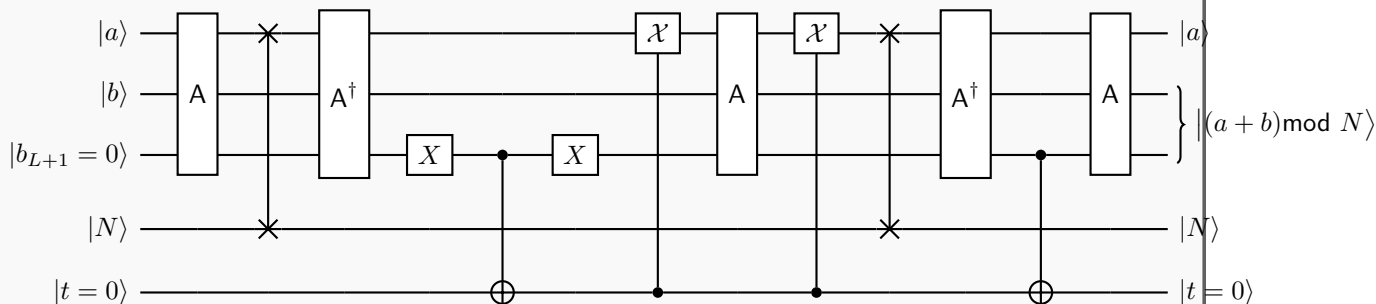 |a⟩ A A† 𝒳 A 𝒳 A† A |a⟩
|b⟩
|(a + b)mod N⟩
|b_{L+1} = 0⟩ X X
|N⟩ |N⟩
|t = 0⟩ |t = 0⟩